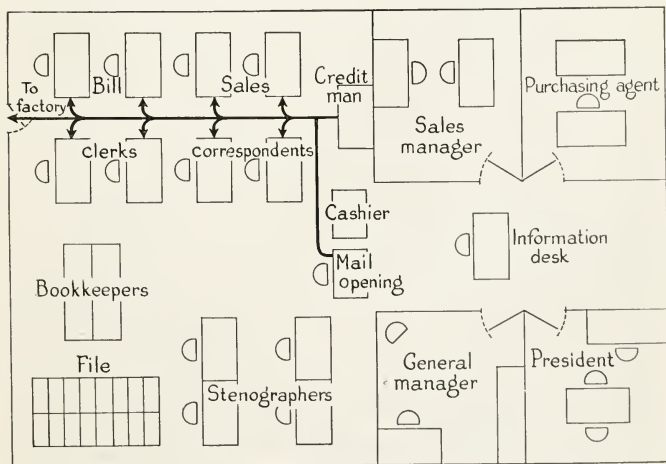 To
factory
Bill
Sales
Credit
man
Sales
manager
Purchasing agent
Clerks
Correspondents
Cashier
Mail
opening
Information
desk
Bookkeepers
File
Stenographers
General
manager
President